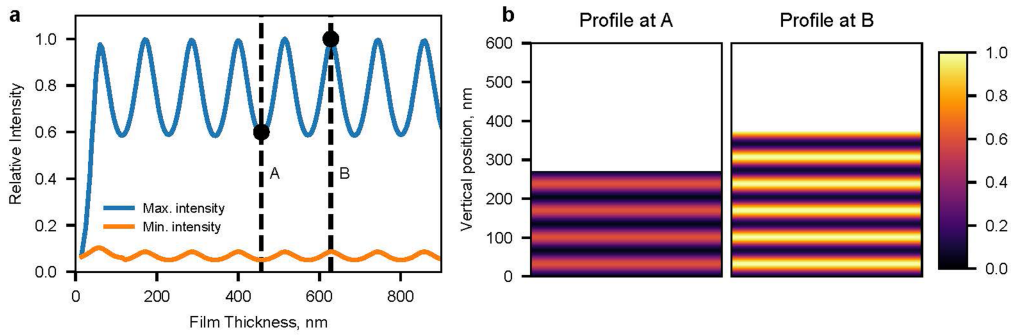 a
Relative Intensity
1.0
0.8
0.6
0.4
0.2
0.0
A
B
Max. intensity
Min. intensity
0
200
400
600
800
Film Thickness, nm
b
Profile at A
Profile at B
Vertical position, nm
600
500
400
300
200
100
0
1.0
0.8
0.6
0.4
0.2
0.0